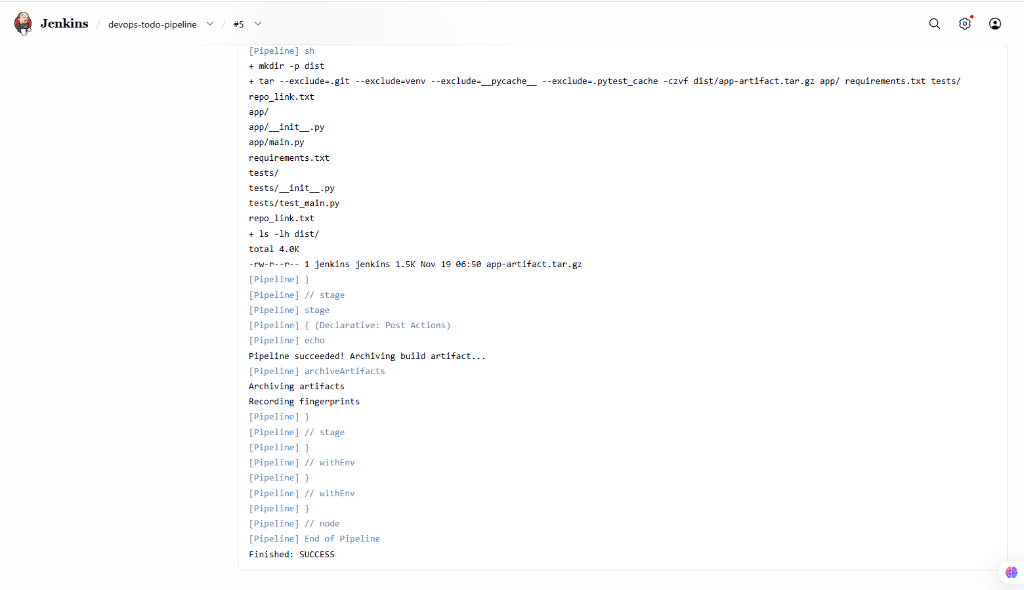 Jenkins / devops-todo-pipeline / #5
[Pipeline] sh
+ mkdir -p dist
+ tar --exclude=.git --exclude=venv --exclude=__pycache__ --exclude=.pytest_cache -czvf dist/app-artifact.tar.gz app/ requirements.txt tests/
repo_link.txt
app/
app/__init__.py
app/main.py
requirements.txt
tests/
tests/__init__.py
tests/test_main.py
repo_link.txt
+ ls -lh dist/
total 4.0K
-rw-r--r-- 1 jenkins jenkins 1.5K Nov 19 06:50 app-artifact.tar.gz
[Pipeline] }
[Pipeline] // stage
[Pipeline] stage
[Pipeline] { (Declarative: Post Actions)
[Pipeline] echo
Pipeline succeeded! Archiving build artifact...
[Pipeline] archiveArtifacts
Archiving artifacts
Recording fingerprints
[Pipeline] }
[Pipeline] // stage
[Pipeline] }
[Pipeline] // withEnv
[Pipeline] }
[Pipeline] // withEnv
[Pipeline] }
[Pipeline] // node
[Pipeline] End of Pipeline
Finished: SUCCESS